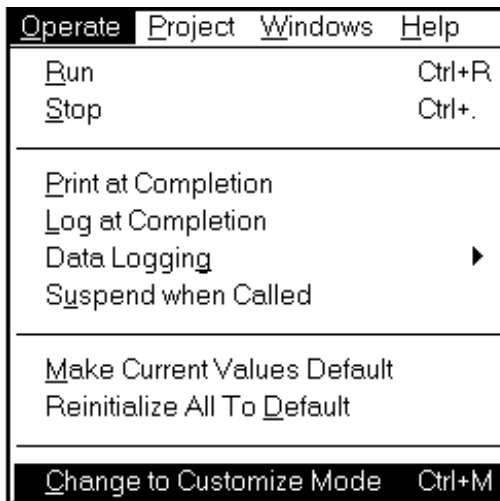 Operate Project Windows Help
Run Ctrl+R
Stop Ctrl+.
Print at Completion
Log at Completion
Data Logging
Suspend when Called
Make Current Values Default
Reinitialize All To Default
Change to Customize Mode Ctrl+M